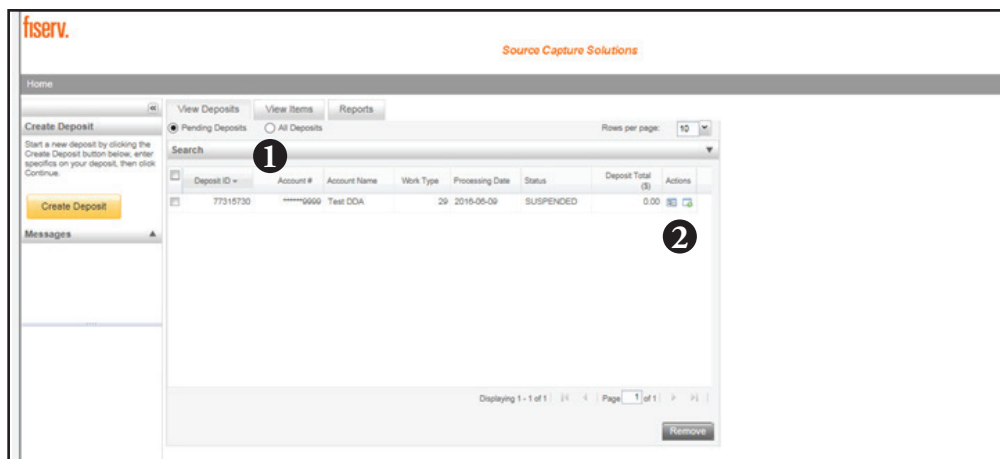 fiserv.
Source Capture Solutions
Home
View Deposits View Items Reports
Create Deposit
Pending Deposits All Deposits Rows per page: 10
Start a new deposit by clicking the
Create Deposit button below, enter
specifics on your deposit, then click
Continue.
Search
1
Deposit ID Account # Account Name Work Type Processing Date Status Deposit Total
($) Actions
77315730 ******9999 Test DDA 29 2016-06-09 SUSPENDED 0.00
Create Deposit
2
Messages
Displaying 1 - 1 of 1 Page 1 of 1
Remove